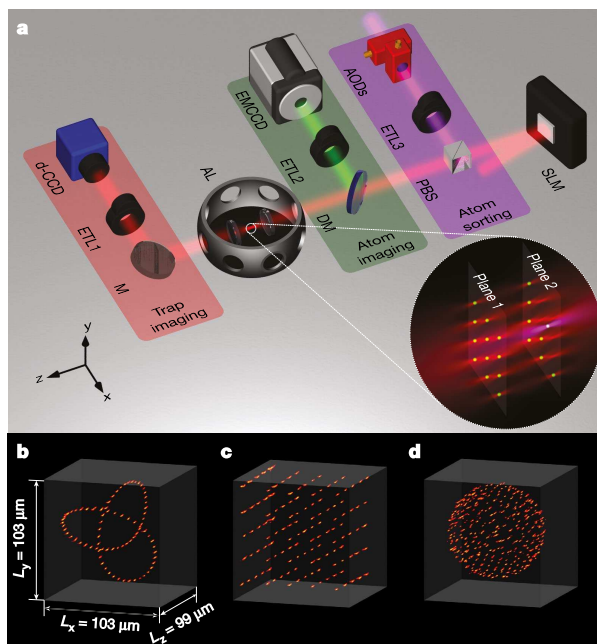 a
d-CCD
ETL1
M
Trap
imaging
AL
EMCCD
ETL2
DM
Atom imaging
AODs
ETL3
PBS
Atom
sorting
SLM
Plane 1
Plane 2
y
z
x
b
c
d
Ly = 103 μm
Lx = 103 μm
Lz = 99 μm